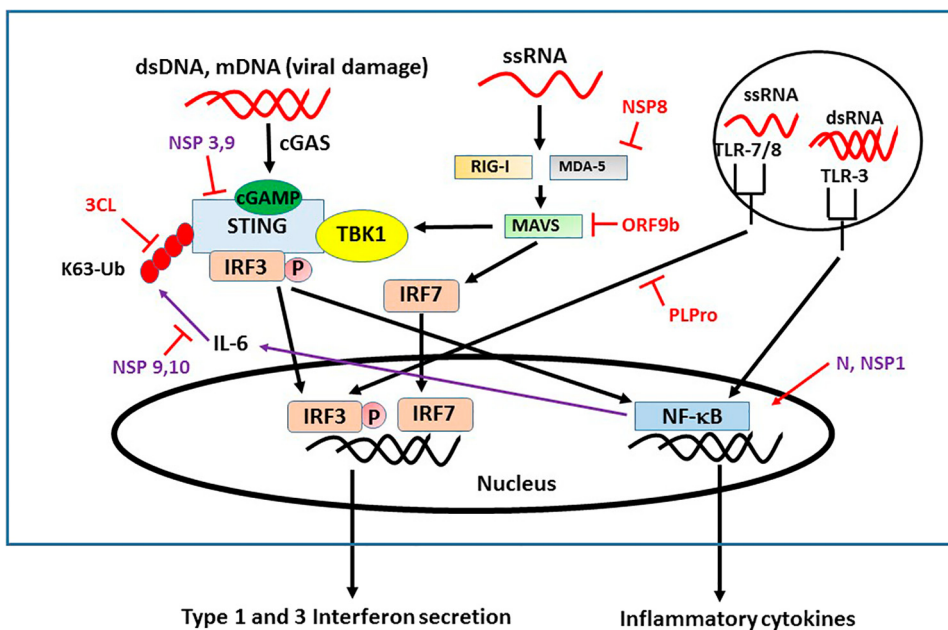 dsDNA, mDNA (viral damage)
ssRNA
NSP8
ssRNA
dsRNA
TLR-7/8
TLR-3
NSP 3,9
cGAS
RIG-I
MDA-5
cGAMP
STING
TBK1
MAVS
ORF9b
3CL
K63-Ub
IRF3
P
IRF7
PLPro
IL-6
NSP 9,10
N, NSP1
IRF3
P
IRF7
NF-κB
Nucleus
Type 1 and 3 Interferon secretion
Inflammatory cytokines